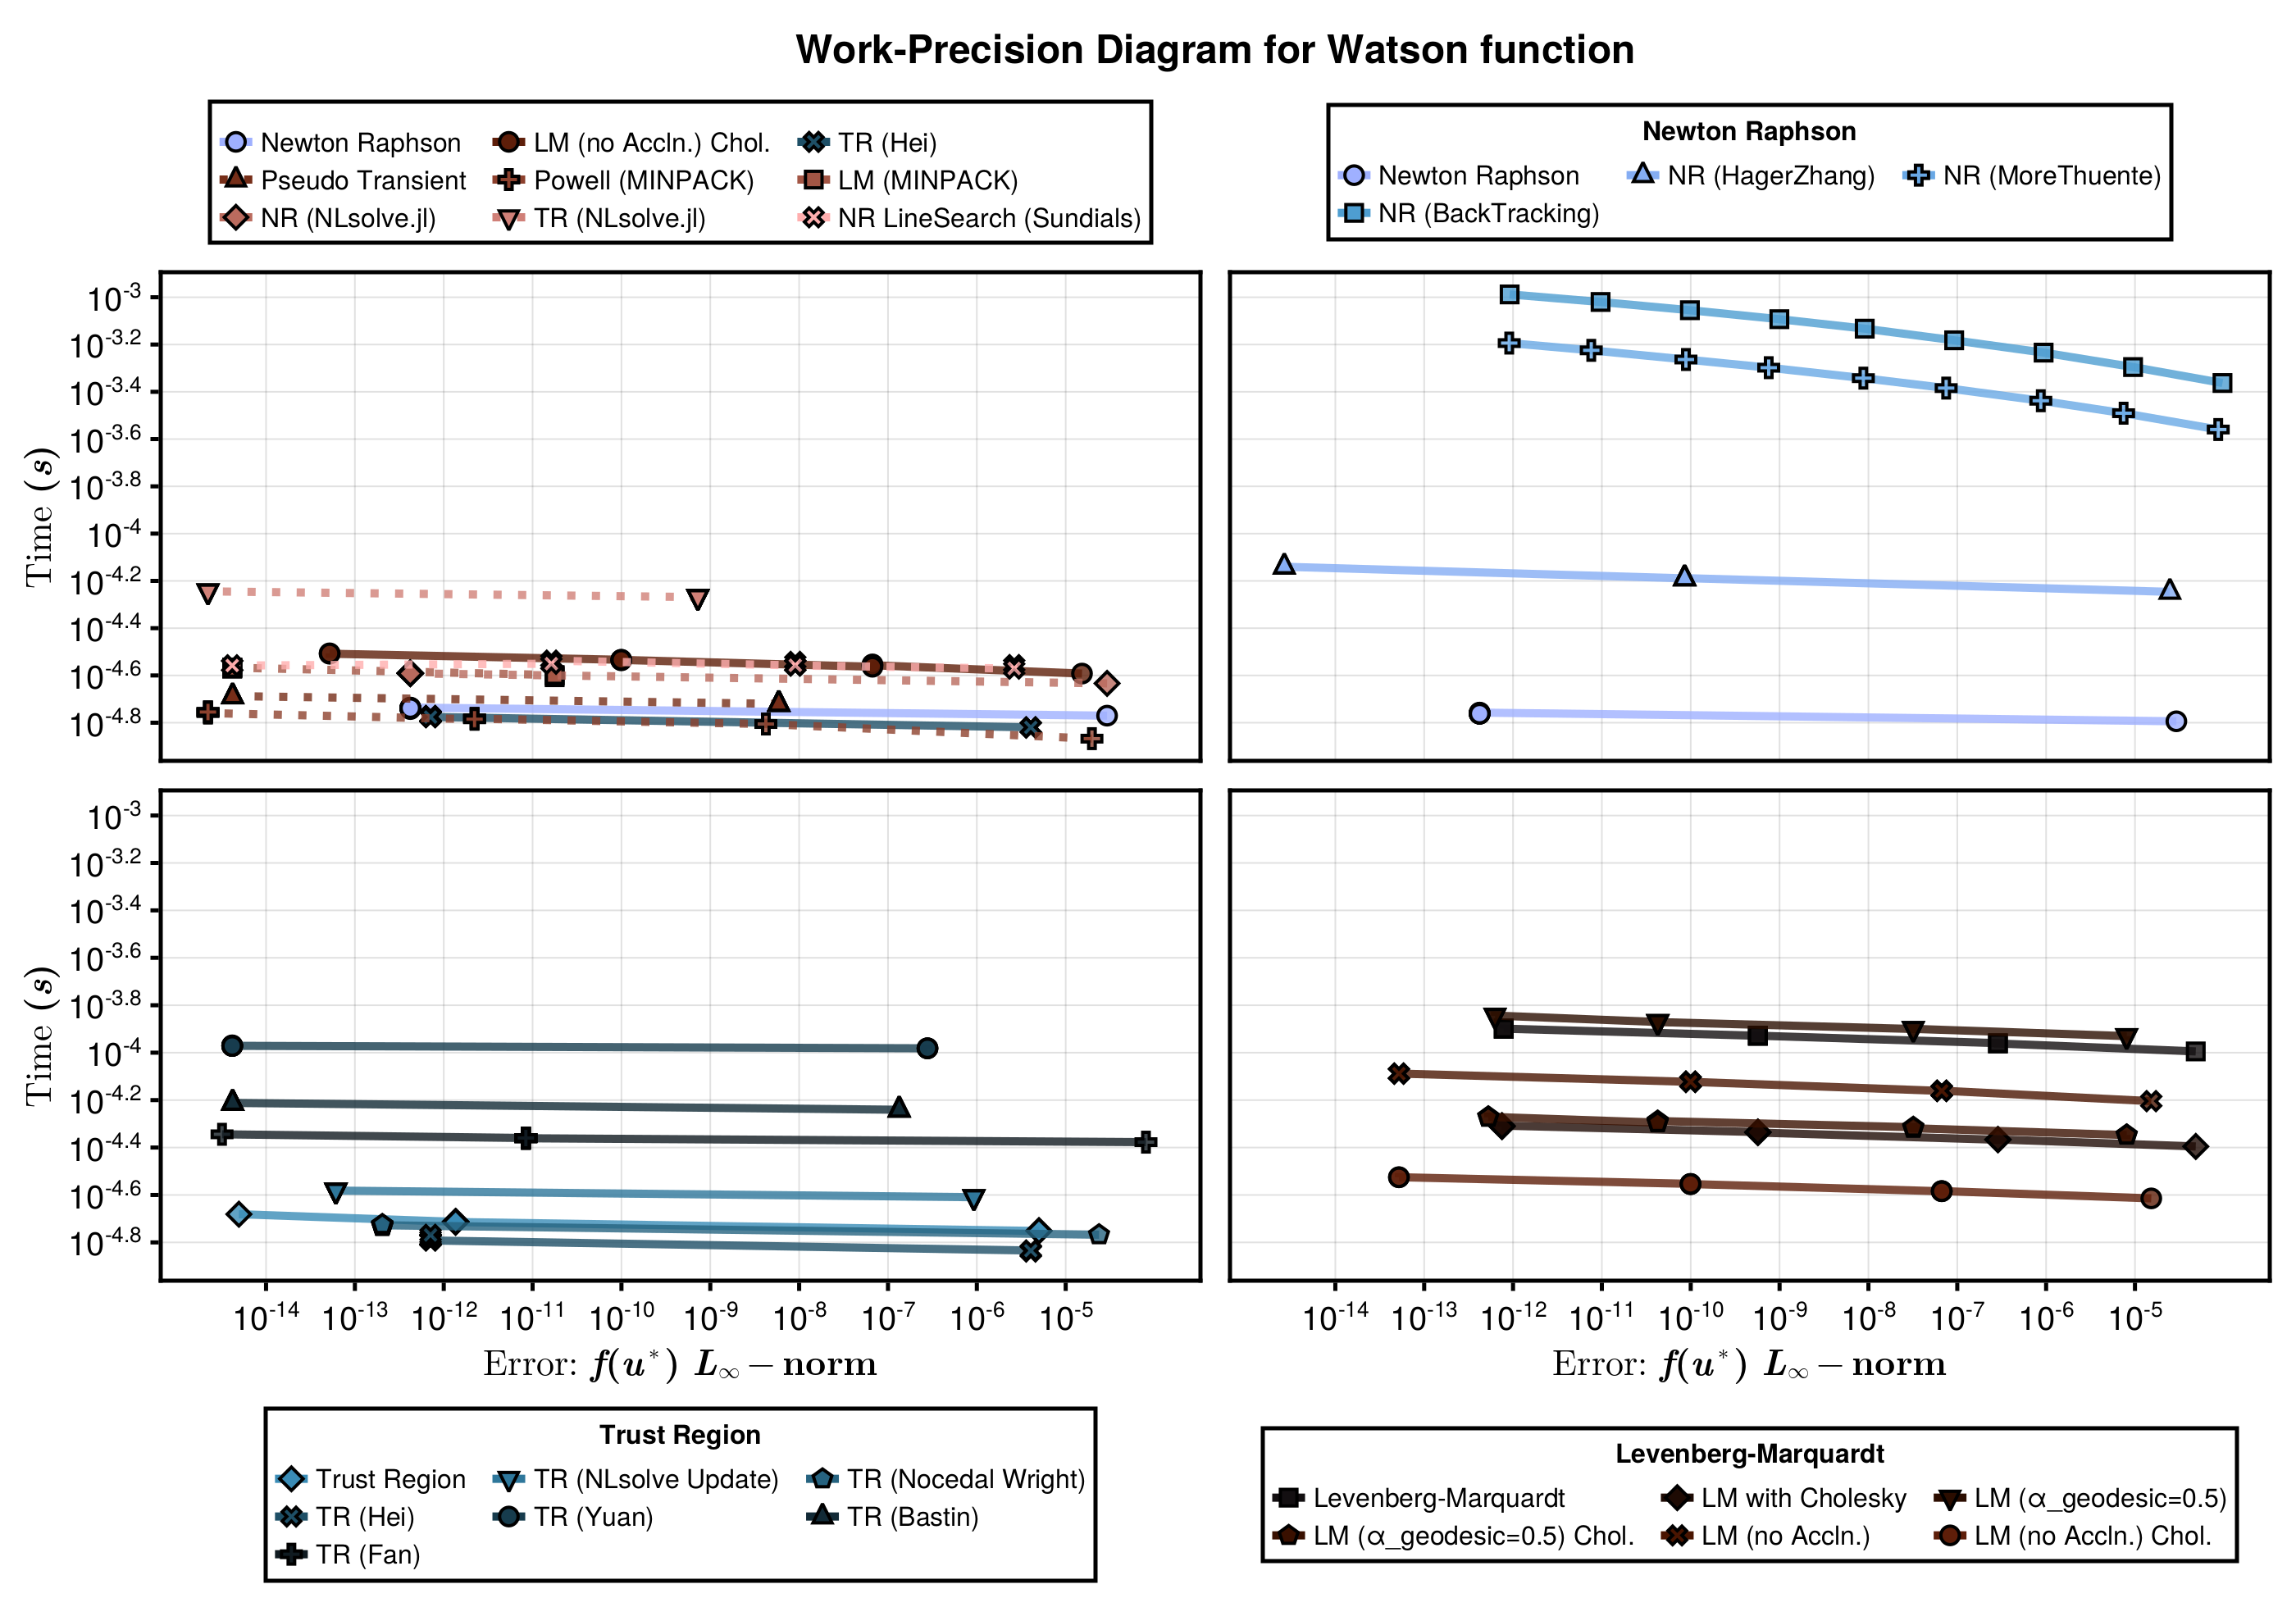 Work-Precision Diagram for Watson function
Newton Raphson LM (no Accln.) Chol. TR (Hei)
Pseudo Transient Powell (MINPACK) LM (MINPACK)
NR (NLsolve.jl) TR (NLsolve.jl) NR LineSearch (Sundials)
Newton Raphson
Newton Raphson NR (HagerZhang) NR (MoreThuente)
NR (BackTracking)
10^-3
10^-3.2
10^-3.4
10^-3.6
10^-3.8
10^-4
10^-4.2
10^-4.4
10^-4.6
10^-4.8
Time (s)
10^-3
10^-3.2
10^-3.4
10^-3.6
10^-3.8
10^-4
10^-4.2
10^-4.4
10^-4.6
10^-4.8
Time (s)
10^-14 10^-13 10^-12 10^-11 10^-10 10^-9 10^-8 10^-7 10^-6 10^-5
Error: f(u*) L∞ − norm
10^-14 10^-13 10^-12 10^-11 10^-10 10^-9 10^-8 10^-7 10^-6 10^-5
Error: f(u*) L∞ − norm
Trust Region
Trust Region TR (NLsolve Update) TR (Nocedal Wright)
TR (Hei) TR (Yuan) TR (Bastin)
TR (Fan)
Levenberg-Marquardt
Levenberg-Marquardt LM with Cholesky LM (α_geodesic=0.5)
LM (α_geodesic=0.5) Chol. LM (no Accln.) LM (no Accln.) Chol.